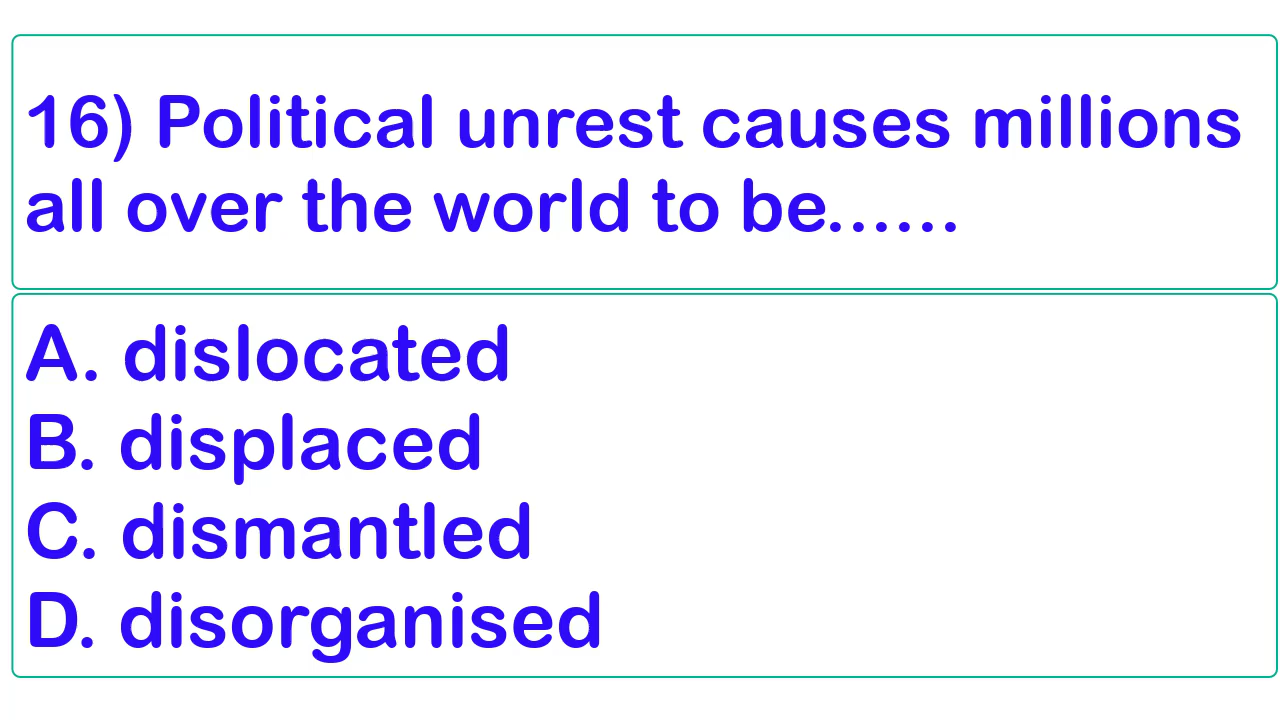 16) Political unrest causes millions
all over the world to be......
A. dislocated
B. displaced
C. dismantled
D. disorganised